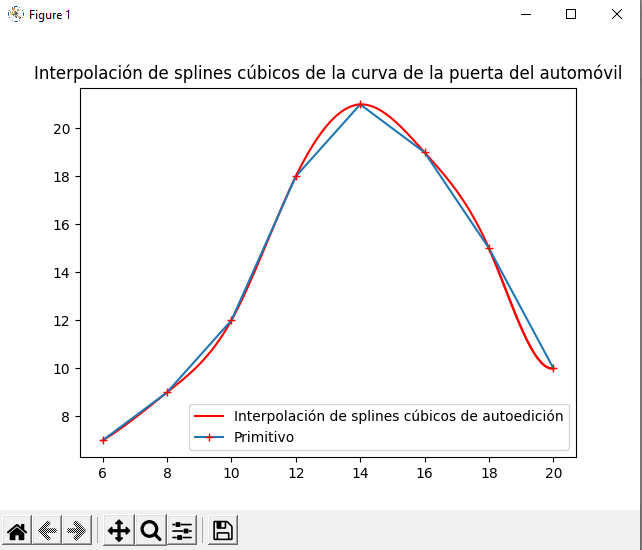 Figure 1
Interpolación de splines cúbicos de la curva de la puerta del automóvil
20
18
16
14
12
10
8
Interpolación de splines cúbicos de autoedición
Primitivo
6 8 10 12 14 16 18 20